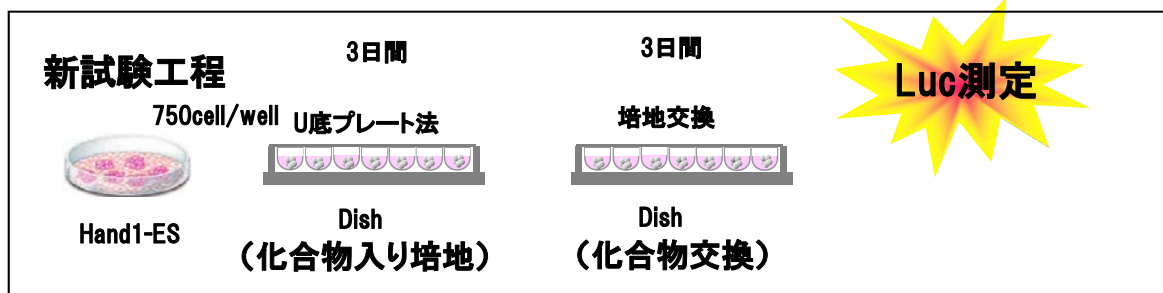 新試験工程
750cell/well
Hand1-ES
3日間
U底プレート法
Dish
（化合物入り培地）
3日間
培地交換
Dish
（化合物交換）
Luc測定